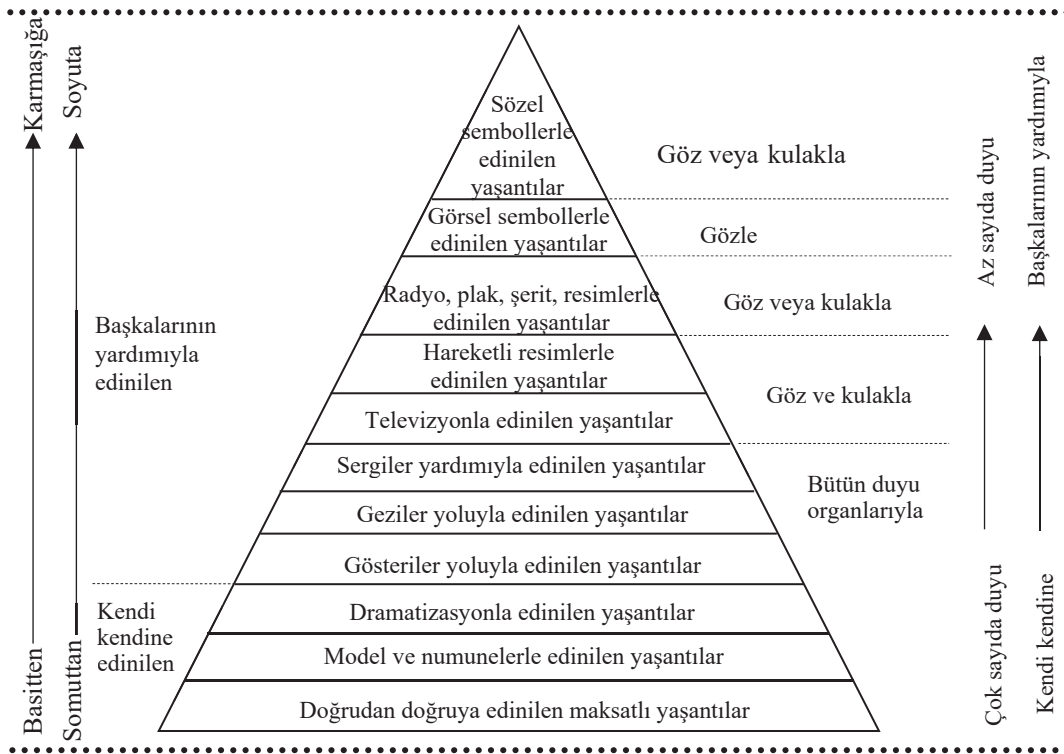 Karmaşığa
Soyuta
Basitten
Somuttan
Başkalarının
yardımıyla
edinilen
Kendi
kendine
edinilen
Sözel
sembollerle
edinilen
yaşantılar
Görsel sembollerle
edinilen yaşantılar
Radyo, plak, şerit, resimlerle
edinilen yaşantılar
Hareketli resimlerle
edinilen yaşantılar
Televizyonla edinilen yaşantılar
Sergiler yardımıyla edinilen yaşantılar
Geziler yoluyla edinilen yaşantılar
Gösteriler yoluyla edinilen yaşantılar
Dramatizasyonla edinilen yaşantılar
Model ve numunelerle edinilen yaşantılar
Doğrudan doğruya edinilen maksatlı yaşantılar
Göz veya kulakla
Gözle
Göz veya kulakla
Göz ve kulakla
Bütün duyu
organlarıyla
Az sayıda duyu
Çok sayıda duyu
Başkalarının yardımıyla
Kendi kendine